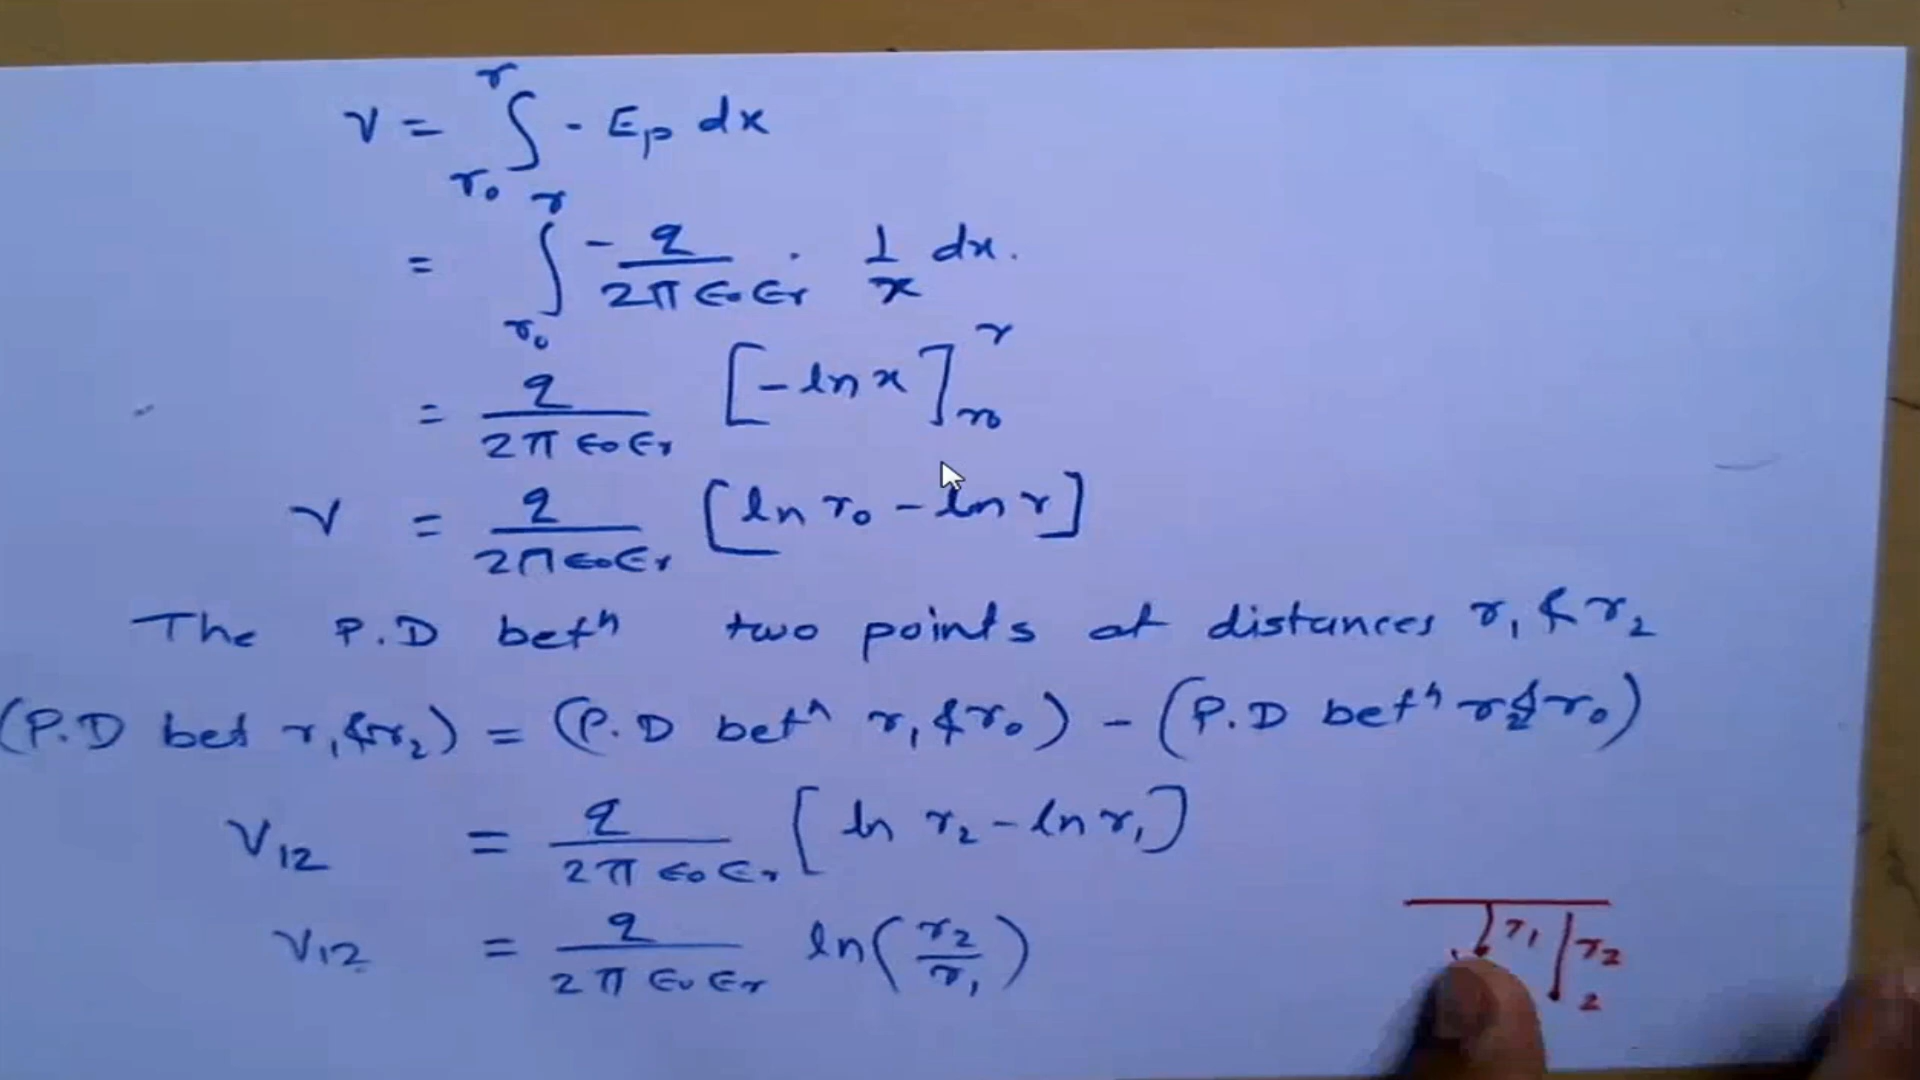 V = ∫_{r₀}^{r} - E_p dx
= ∫_{r₀}^{r} - q / 2π ϵ₀ ϵᵣ · 1/x dx.
= q / 2π ϵ₀ ϵᵣ [- ln x]_{r₀}^{r}
V = q / 2π ϵ₀ ϵᵣ [ln r₀ - ln r]
The P.D betⁿ two points at distances r₁ & r₂
(P.D bet r₁ & r₂) = (P.D betⁿ r₁ & r₀) - (P.D betⁿ r₂ & r₀)
V₁₂ = q / 2π ϵ₀ ϵᵣ [ln r₂ - ln r₁]
V₁₂ = q / 2π ϵ₀ ϵᵣ ln(r₂/r₁)
r₁ r₂
2